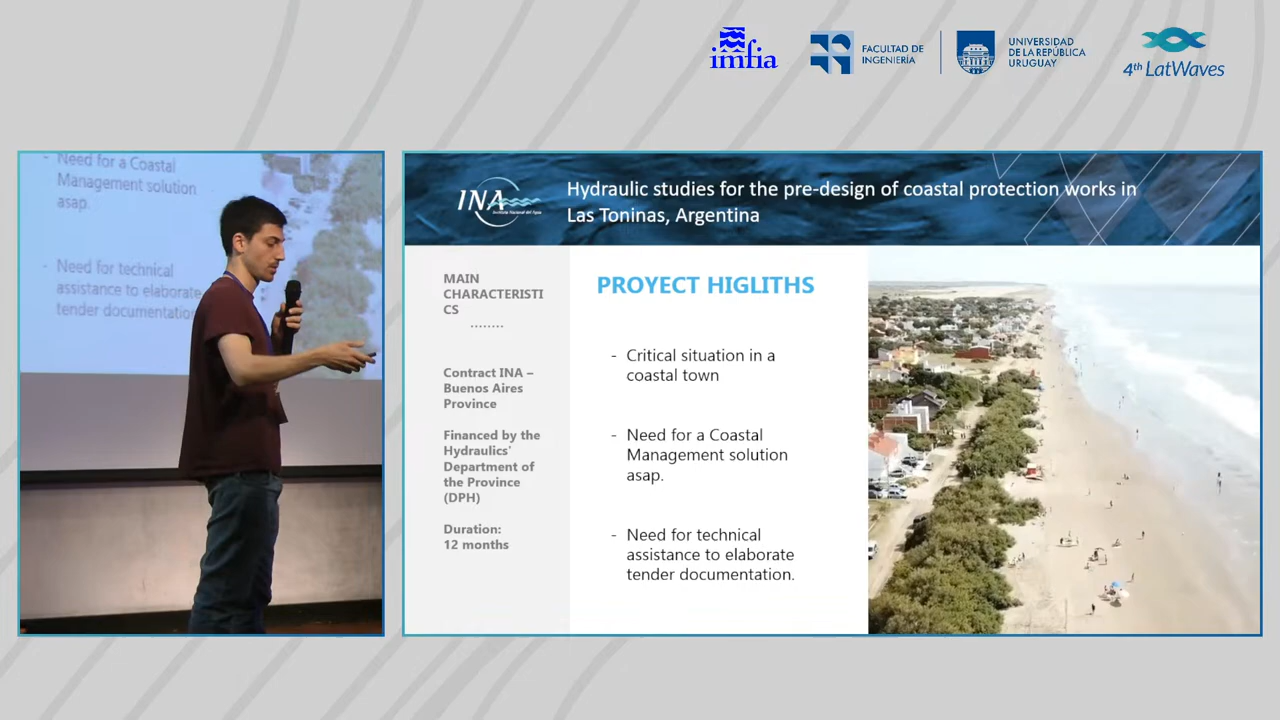 imfia
FACULTAD DE
INGENIERÍA
UNIVERSIDAD
DE LA REPÚBLICA
URUGUAY
4th LatWaves
Need for a Coastal
Management solution
asap.
- Need for technical
assistance to elaborate
tender documentation
INA
Instituto Nacional del Agua
Hydraulic studies for the pre-design of coastal protection works in
Las Toninas, Argentina
MAIN
CHARACTERISTI
CS
........
Contract INA –
Buenos Aires
Province
Financed by the
Hydraulics'
Department of
the Province
(DPH)
Duration:
12 months
PROYECT HIGLITHS
- Critical situation in a
coastal town
- Need for a Coastal
Management solution
asap.
- Need for technical
assistance to elaborate
tender documentation.